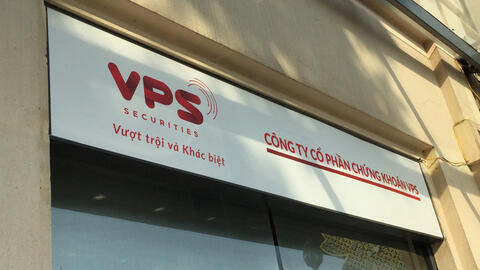 VPS
SECURITIES
Vượt trội và Khác biệt
CÔNG TY CỔ PHẦN CHỨNG KHOÁN VPS